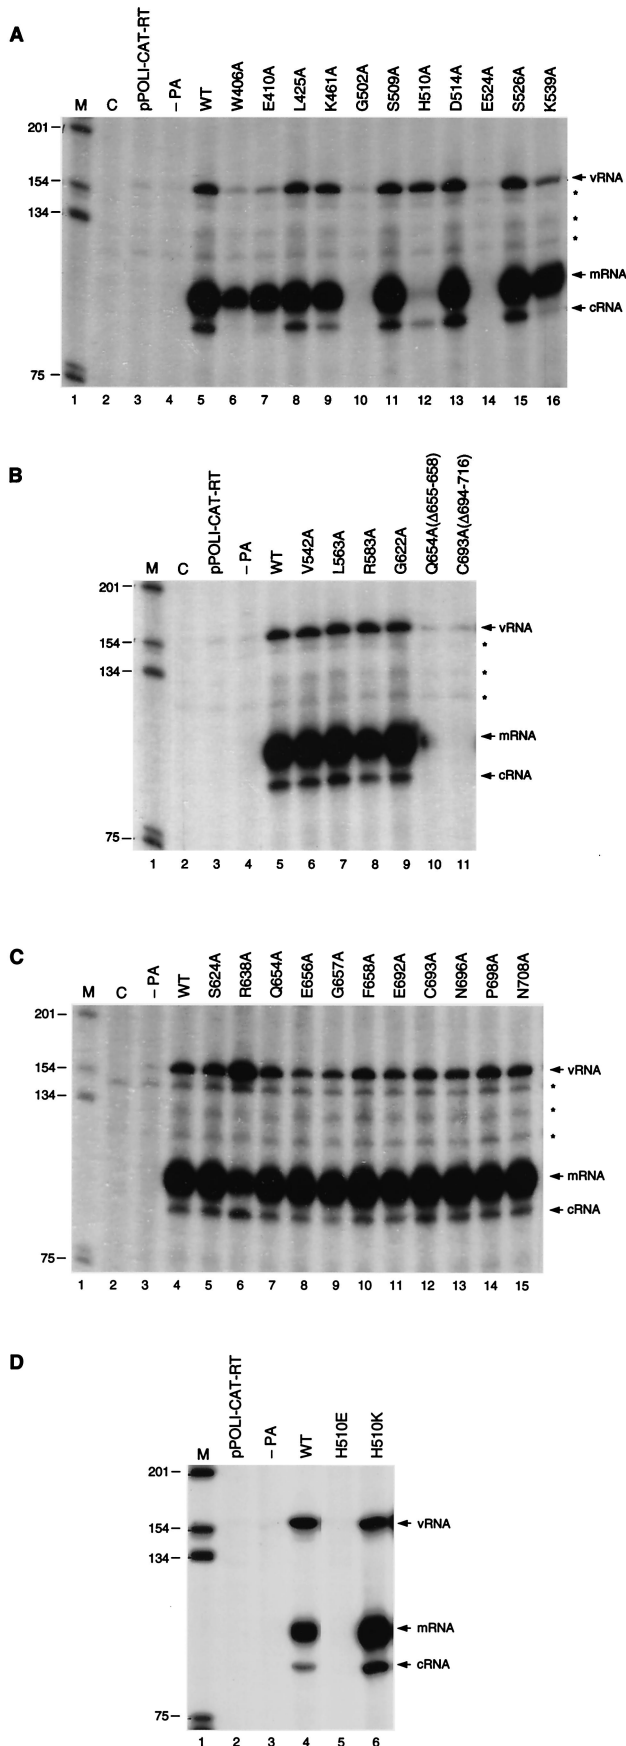 A
M C pPOLI-CAT-RT – PA WT W406A E410A L425A K461A G502A S509A H510A D514A E524A S526A K539A
201
154
134
75
vRNA
*
*
*
mRNA
cRNA
1 2 3 4 5 6 7 8 9 10 11 12 13 14 15 16
B
M C pPOLI-CAT-RT – PA WT V542A L563A R583A G622A Q654A(Δ655-658) C693A(Δ694-716)
201
154
134
75
vRNA
*
*
*
mRNA
cRNA
1 2 3 4 5 6 7 8 9 10 11
C
M C – PA WT S624A R638A Q654A E656A G657A F658A E692A C693A N696A P698A N708A
201
154
134
75
vRNA
*
*
*
mRNA
cRNA
1 2 3 4 5 6 7 8 9 10 11 12 13 14 15
D
M pPOLI-CAT-RT – PA WT H510E H510K
201
154
134
75
vRNA
mRNA
cRNA
1 2 3 4 5 6